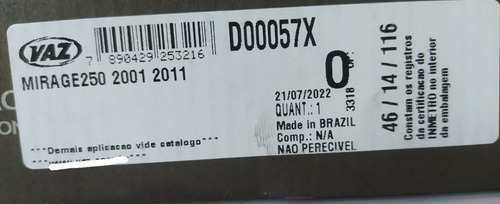 VAZ
7 890429 253216
D00057X
MIRAGE250 2001 2011
21/07/2022
QUANT.: 1
Made in BRAZIL
Comp.: N/A
NAO PERECIVEL
0
OP:
3318
46/14/116
Constam os registros
da certificacao do
INMETRO no interior
da embalagem
***Demais aplicacao vide catalogo***